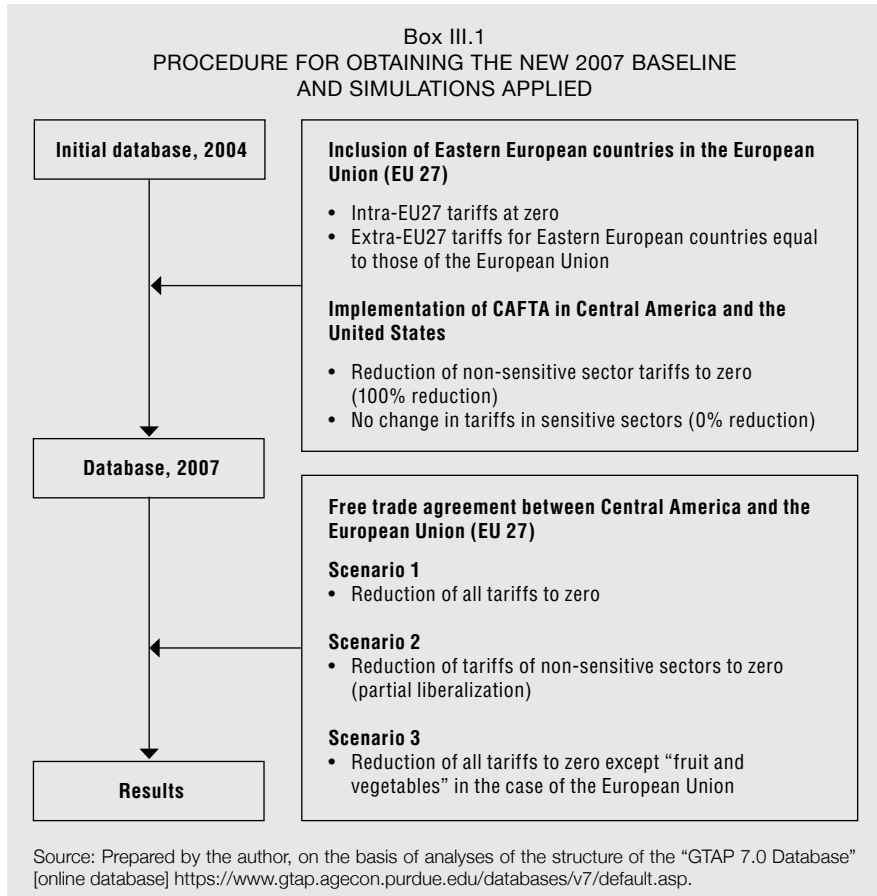 Box III.1
PROCEDURE FOR OBTAINING THE NEW 2007 BASELINE
AND SIMULATIONS APPLIED
Initial database, 2004
Inclusion of Eastern European countries in the European
Union (EU 27)
• Intra-EU27 tariffs at zero
• Extra-EU27 tariffs for Eastern European countries equal
to those of the European Union
Implementation of CAFTA in Central America and the
United States
• Reduction of non-sensitive sector tariffs to zero
(100% reduction)
• No change in tariffs in sensitive sectors (0% reduction)
Database, 2007
Free trade agreement between Central America and the
European Union (EU 27)
Scenario 1
• Reduction of all tariffs to zero
Scenario 2
• Reduction of tariffs of non-sensitive sectors to zero
(partial liberalization)
Scenario 3
• Reduction of all tariffs to zero except “fruit and
vegetables” in the case of the European Union
Results
Source: Prepared by the author, on the basis of analyses of the structure of the “GTAP 7.0 Database”
[online database] https://www.gtap.agecon.purdue.edu/databases/v7/default.asp.